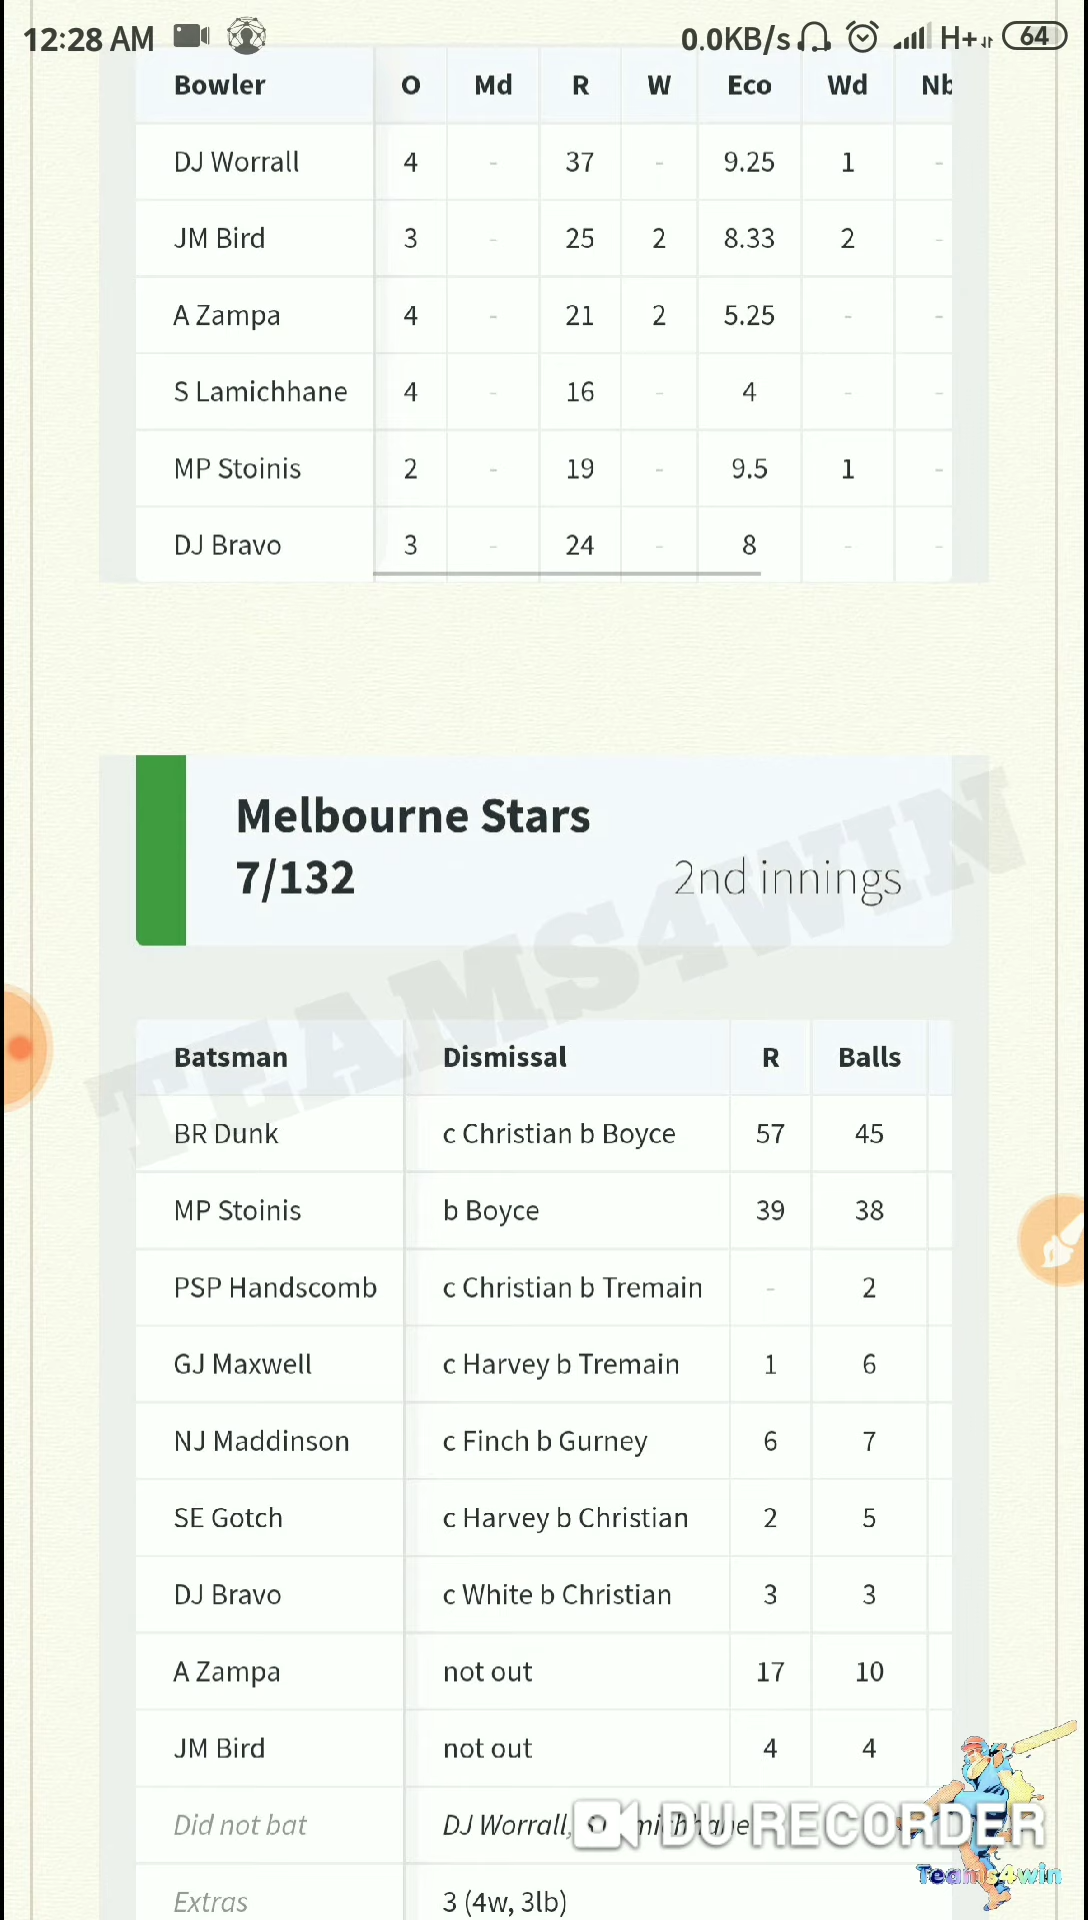 12:28 AM 0.0KB/s H+ 64
Bowler O Md R W Eco Wd Nb
DJ Worrall 4 - 37 - 9.25 1 -
JM Bird 3 - 25 2 8.33 2 -
A Zampa 4 - 21 2 5.25 - -
S Lamichhane 4 - 16 - 4 - -
MP Stoinis 2 - 19 - 9.5 1 -
DJ Bravo 3 - 24 - 8 - -
Melbourne Stars
7/132 2nd innings
TEAMS4WIN
Batsman Dismissal R Balls
BR Dunk c Christian b Boyce 57 45
MP Stoinis b Boyce 39 38
PSP Handscomb c Christian b Tremain - 2
GJ Maxwell c Harvey b Tremain 1 6
NJ Maddinson c Finch b Gurney 6 7
SE Gotch c Harvey b Christian 2 5
DJ Bravo c White b Christian 3 3
A Zampa not out 17 10
JM Bird not out 4 4
Did not bat DJ Worrall,
DU RECORDER
Teams4win
Extras 3 (4w, 3lb)